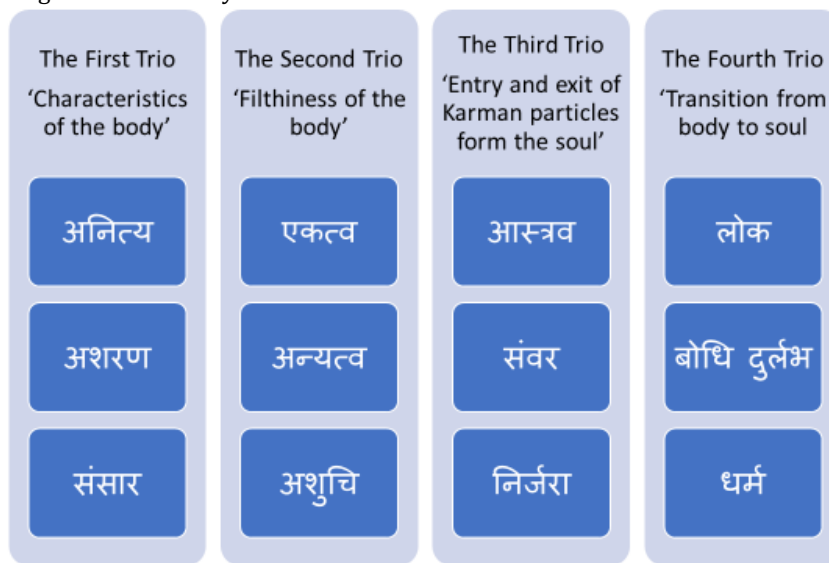 The First Trio
‘Characteristics
of the body’
अनित्य
अशरण
संसार
The Second Trio
‘Filthiness of the
body’
एकत्व
अन्यत्व
अशुचि
The Third Trio
‘Entry and exit of
Karman particles
form the soul’
आस्त्रव
संवर
निर्जरा
The Fourth Trio
‘Transition from
body to soul
लोक
बोधि दुर्लभ
धर्म